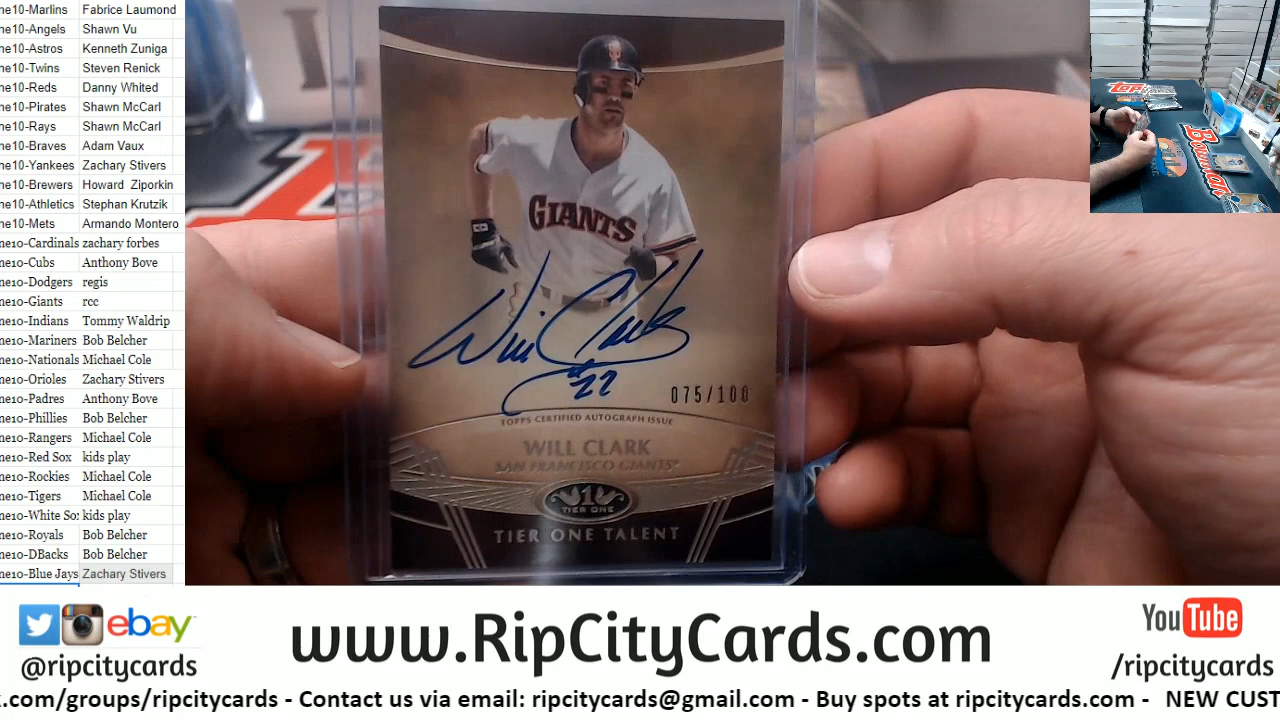 ne10-Marlins Fabrice Laumond
ne10-Angels Shawn Vu
ne10-Astros Kenneth Zuniga
ne10-Twins Steven Renick
ne10-Reds Danny Whited
ne10-Pirates Shawn McCarl
ne10-Rays Shawn McCarl
ne10-Braves Adam Vaux
ne10-Yankees Zachary Stivers
ne10-Brewers Howard Ziporkin
ne10-Athletics Stephan Krutzik
ne10-Mets Armando Montero
ne10-Cardinals zachary forbes
ne10-Cubs Anthony Bove
ne10-Dodgers regis
ne10-Giants rcc
ne10-Indians Tommy Waldrip
ne10-Mariners Bob Belcher
ne10-Nationals Michael Cole
ne10-Orioles Zachary Stivers
ne10-Padres Anthony Bove
ne10-Phillies Bob Belcher
ne10-Rangers Michael Cole
ne10-Red Sox kids play
ne10-Rockies Michael Cole
ne10-Tigers Michael Cole
ne10-White So kids play
ne10-Royals Bob Belcher
ne10-DBacks Bob Belcher
ne10-Blue Jays Zachary Stivers
GIANTS
Will Clark
#22
075/100
TOPPS CERTIFIED AUTOGRAPH ISSUE
WILL CLARK
SAN FRANCISCO GIANTS
1
TIER ONE
TIER ONE TALENT
topps
Bowman
ebay
@ripcitycards
www.RipCityCards.com
YouTube
/ripcitycards
k.com/groups/ripcitycards - Contact us via email: ripcitycards@gmail.com - Buy spots at ripcitycards.com - NEW CUST